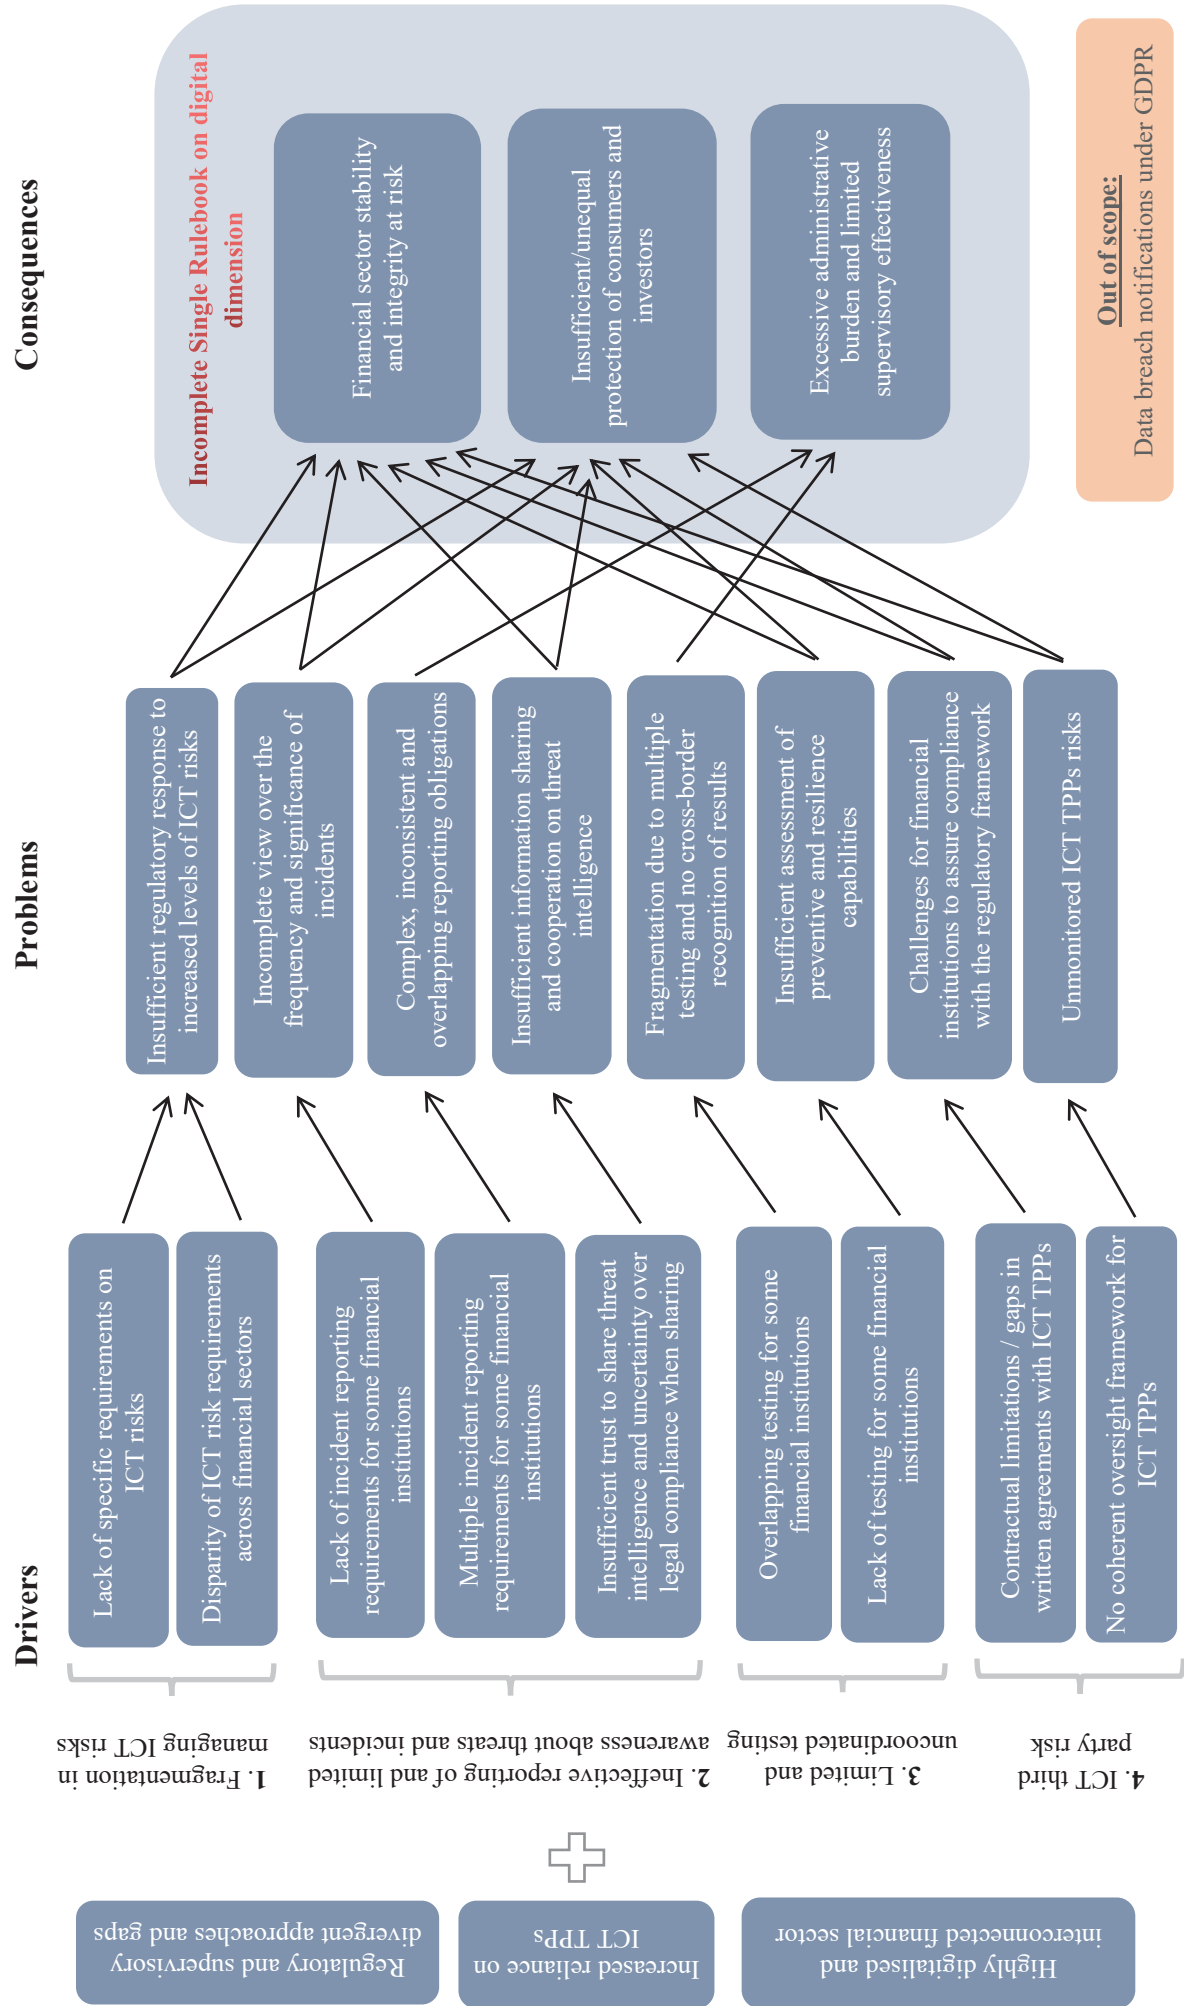 Drivers
Problems
Consequences
Regulatory and supervisory
divergent approaches and gaps
Increased reliance on
ICT TPPs
Highly digitalised and
interconnected financial sector
1. Fragmentation in
managing ICT risks
2. Ineffective reporting of and limited
awareness about threats and incidents
3. Limited and
uncoordinated testing
4. ICT third
party risk
Lack of specific requirements on
ICT risks
Disparity of ICT risk requirements
across financial sectors
Lack of incident reporting
requirements for some financial
institutions
Multiple incident reporting
requirements for some financial
institutions
Insufficient trust to share threat
intelligence and uncertainty over
legal compliance when sharing
Overlapping testing for some
financial institutions
Lack of testing for some financial
institutions
Contractual limitations / gaps in
written agreements with ICT TPPs
No coherent oversight framework for
ICT TPPs
Insufficient regulatory response to
increased levels of ICT risks
Incomplete view over the
frequency and significance of
incidents
Complex, inconsistent and
overlapping reporting obligations
Insufficient information sharing
and cooperation on threat
intelligence
Fragmentation due to multiple
testing and no cross-border
recognition of results
Insufficient assessment of
preventive and resilience
capabilities
Challenges for financial
institutions to assure compliance
with the regulatory framework
Unmonitored ICT TPPs risks
Incomplete Single Rulebook on digital
dimension
Financial sector stability
and integrity at risk
Insufficient/unequal
protection of consumers and
investors
Excessive administrative
burden and limited
supervisory effectiveness
Out of scope:
Data breach notifications under GDPR